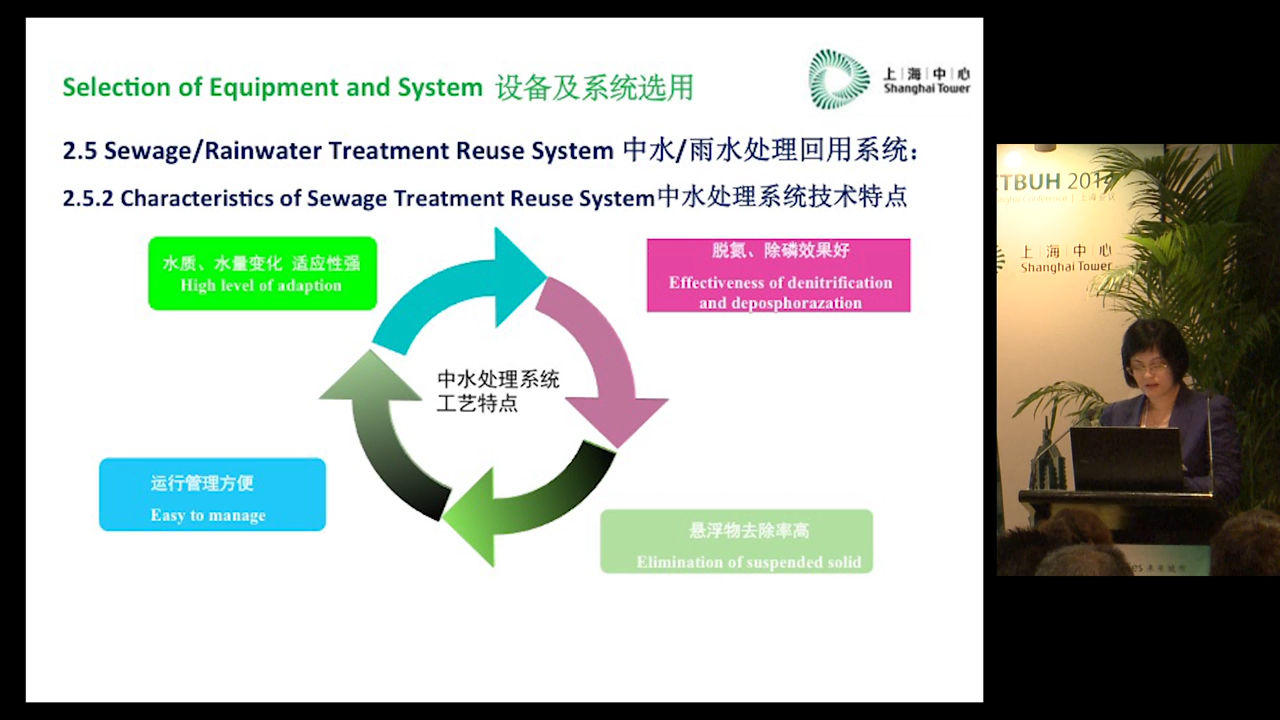 Selection of Equipment and System 设备及系统选用
上海中心
Shanghai Tower
2.5 Sewage/Rainwater Treatment Reuse System 中水/雨水处理回用系统：
2.5.2 Characteristics of Sewage Treatment Reuse System中水处理系统技术特点
水质、水量变化 适应性强
High level of adaption
脱氮、除磷效果好
Effectiveness of denitrification
and deposphorazation
中水处理系统
工艺特点
运行管理方便
Easy to manage
悬浮物去除率高
Elimination of suspended solid
TBUH 201
上海中心
Shanghai Tower